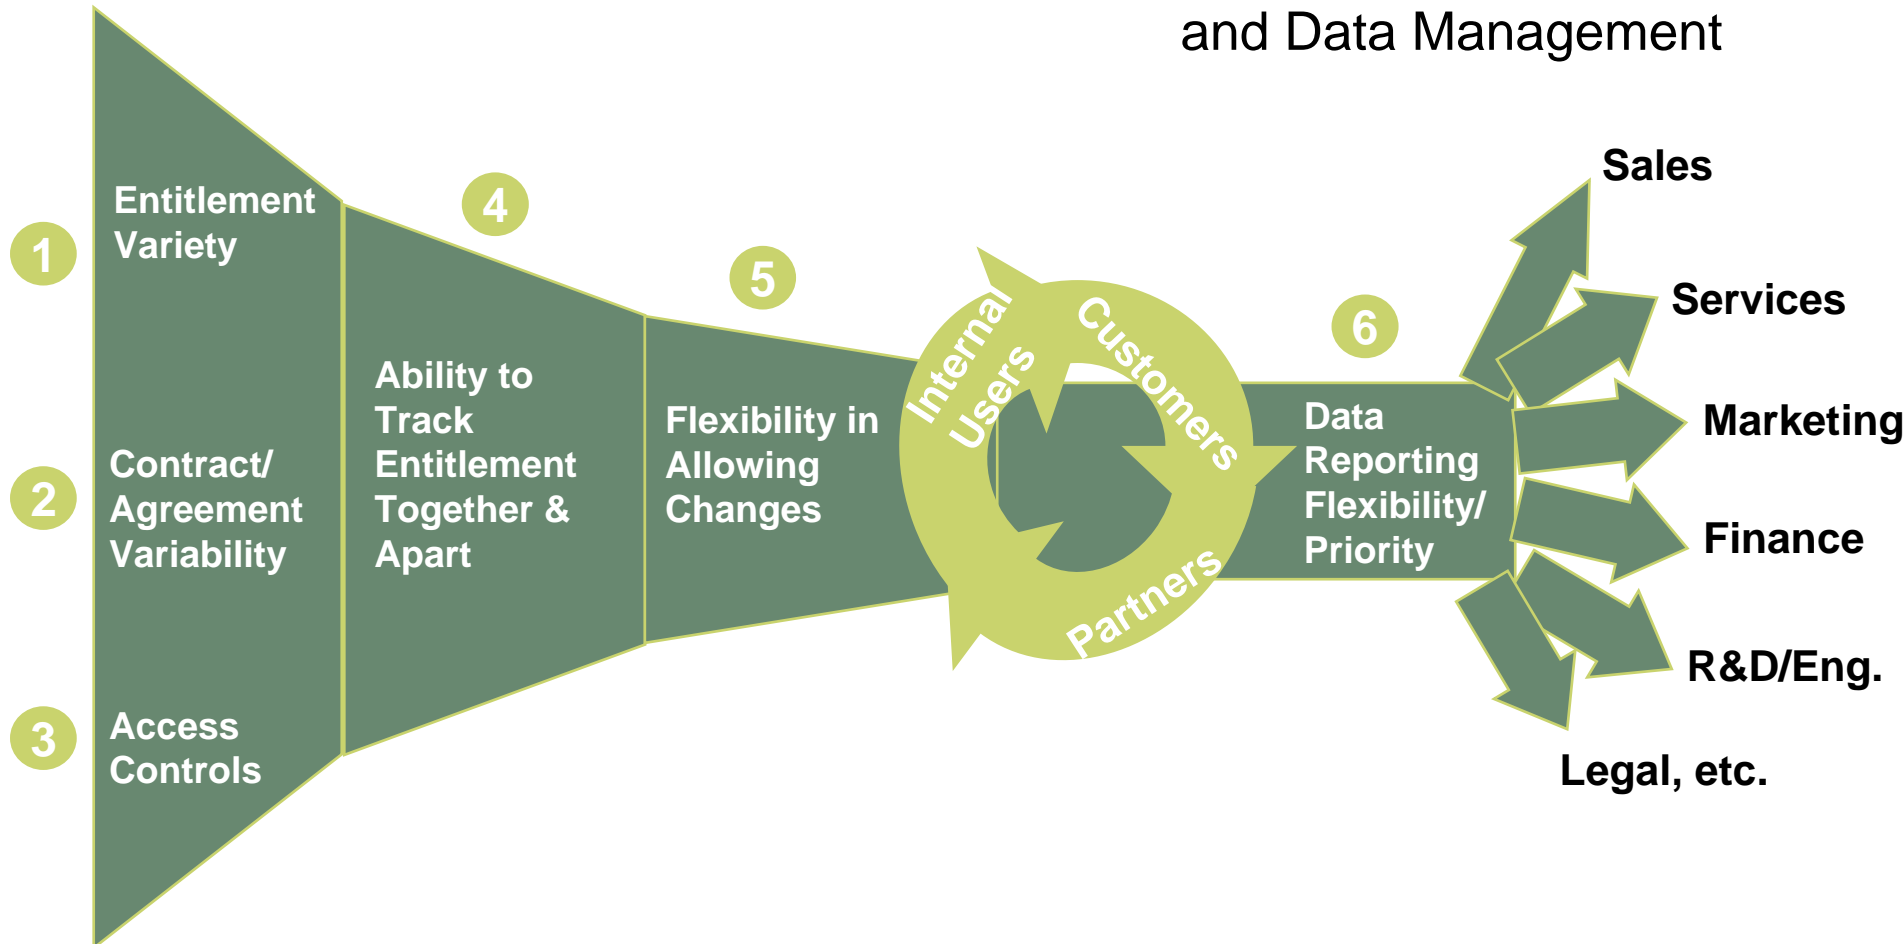 and Data Management
1
Entitlement
Variety
2
Contract/
Agreement
Variability
3
Access
Controls
4
Ability to
Track
Entitlement
Together &
Apart
5
Flexibility in
Allowing
Changes
Internal
Users
Customers
Partners
6
Data
Reporting
Flexibility/
Priority
Sales
Services
Marketing
Finance
R&D/Eng.
Legal, etc.